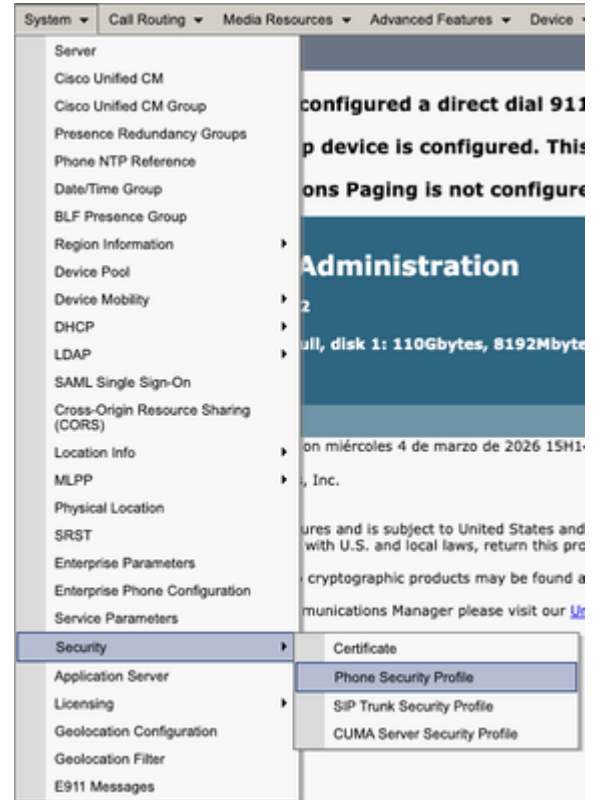 System Call Routing Media Resources Advanced Features Device
Server
Cisco Unified CM
Cisco Unified CM Group
Presence Redundancy Groups
Phone NTP Reference
Date/Time Group
BLF Presence Group
Region Information
Device Pool
Device Mobility
DHCP
LDAP
SAML Single Sign-On
Cross-Origin Resource Sharing
(CORS)
Location Info
MLPP
Physical Location
SRST
Enterprise Parameters
Enterprise Phone Configuration
Service Parameters
Security
Application Server
Licensing
Geolocation Configuration
Geolocation Filter
E911 Messages
configured a direct dial 911
p device is configured. This
ons Paging is not configure
Administration
2
ull, disk 1: 110Gbytes, 8192Mbyte
on miércoles 4 de marzo de 2026 15H14
, Inc.
ures and is subject to United States and
with U.S. and local laws, return this pro
cryptographic products may be found a
munications Manager please visit our Un
Certificate
Phone Security Profile
SIP Trunk Security Profile
CUMA Server Security Profile